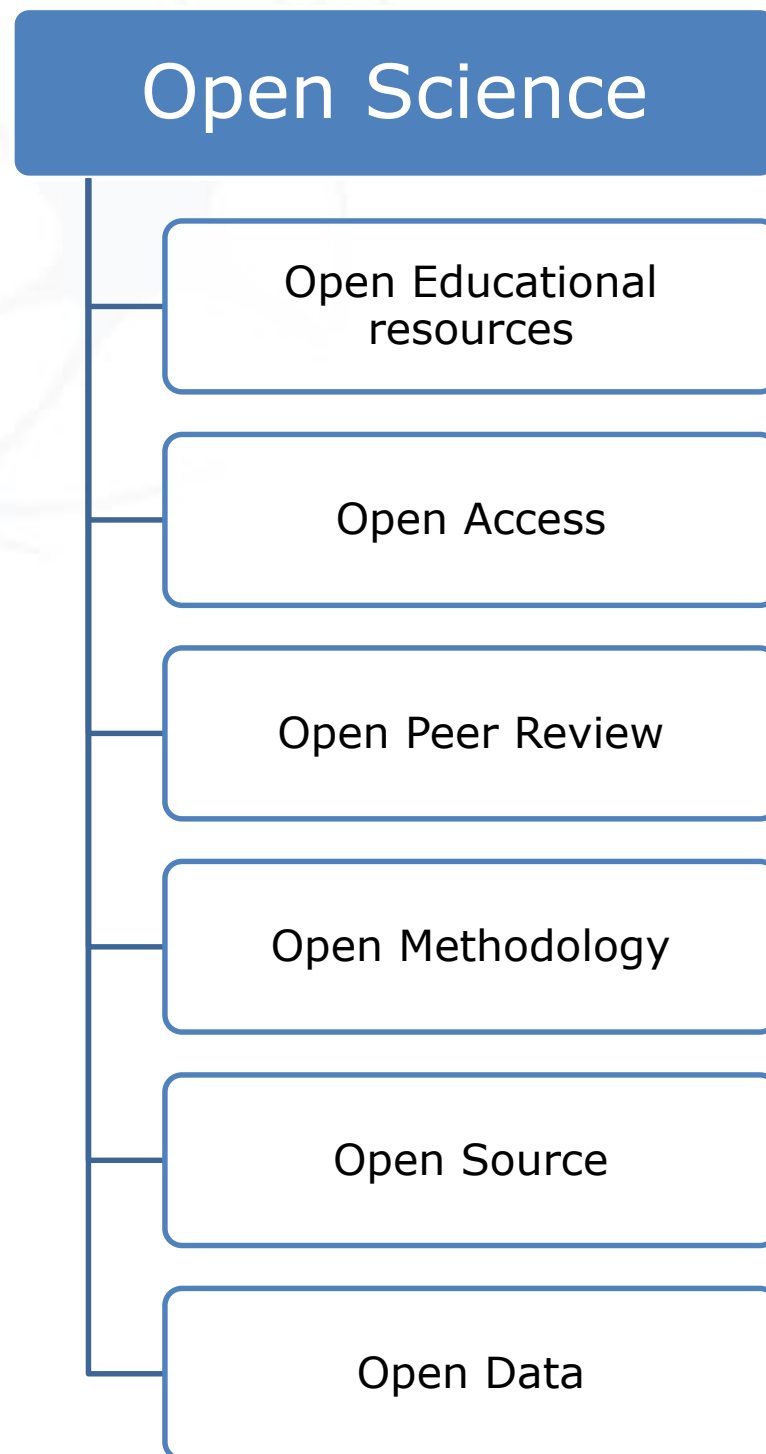 Open Science
Open Educational
resources
Open Access
Open Peer Review
Open Methodology
Open Source
Open Data